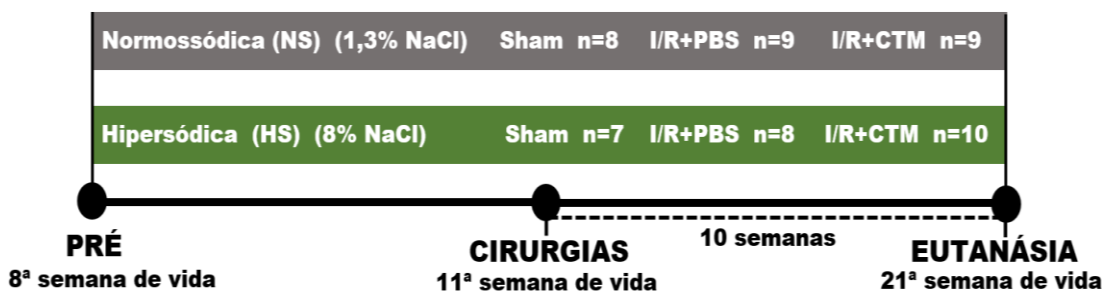 Normossódica (NS) (1,3% NaCl) Sham n=8 I/R+PBS n=9 I/R+CTM n=9
Hipersódica (HS) (8% NaCl) Sham n=7 I/R+PBS n=8 I/R+CTM n=10
10 semanas
PRÉ CIRURGIAS EUTANÁSIA
8ª semana de vida 11ª semana de vida 21ª semana de vida